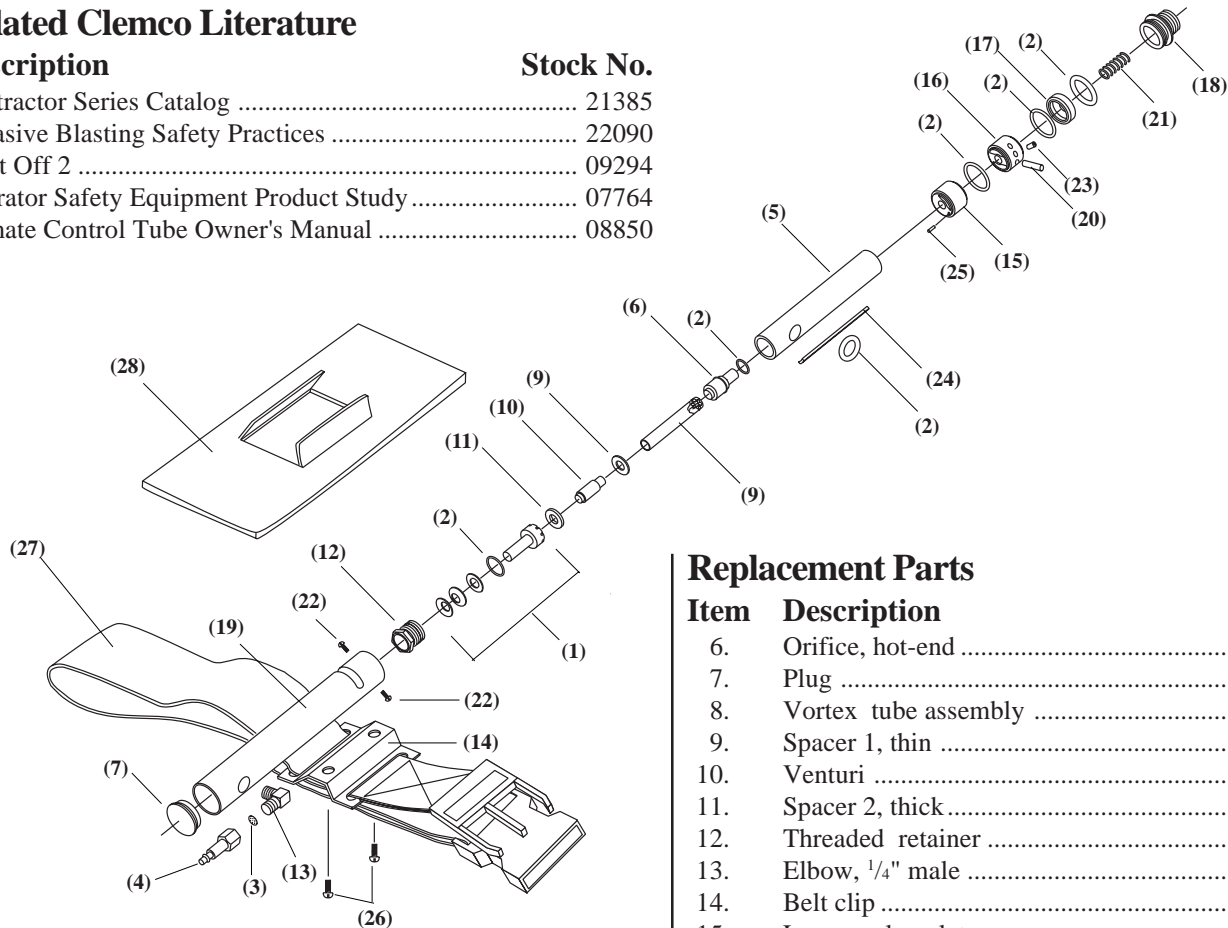 lated Clemco Literature
scription Stock No.
tractor Series Catalog ........ 21385
asive Blasting Safety Practices ........ 22090
t Off 2 ........ 09294
rator Safety Equipment Product Study ........ 07764
mate Control Tube Owner's Manual ........ 08850
(17)
(2)
(18)
(16)
(2)
(21)
(2)
(23)
(20)
(5)
(15)
(25)
(6)
(2)
(24)
(28)
(9)
(2)
(10)
(11)
(9)
(2)
(27)
(12)
(22)
(19)
(1)
(22)
(14)
(7)
(4)
(3)
(13)
(26)
Replacement Parts
Item Description
6. Orifice, hot-end ........
7. Plug ........
8. Vortex tube assembly ........
9. Spacer 1, thin ........
10. Venturi ........
11. Spacer 2, thick ........
12. Threaded retainer ........
13. Elbow, 1/4" male ........
14. Belt clip ........